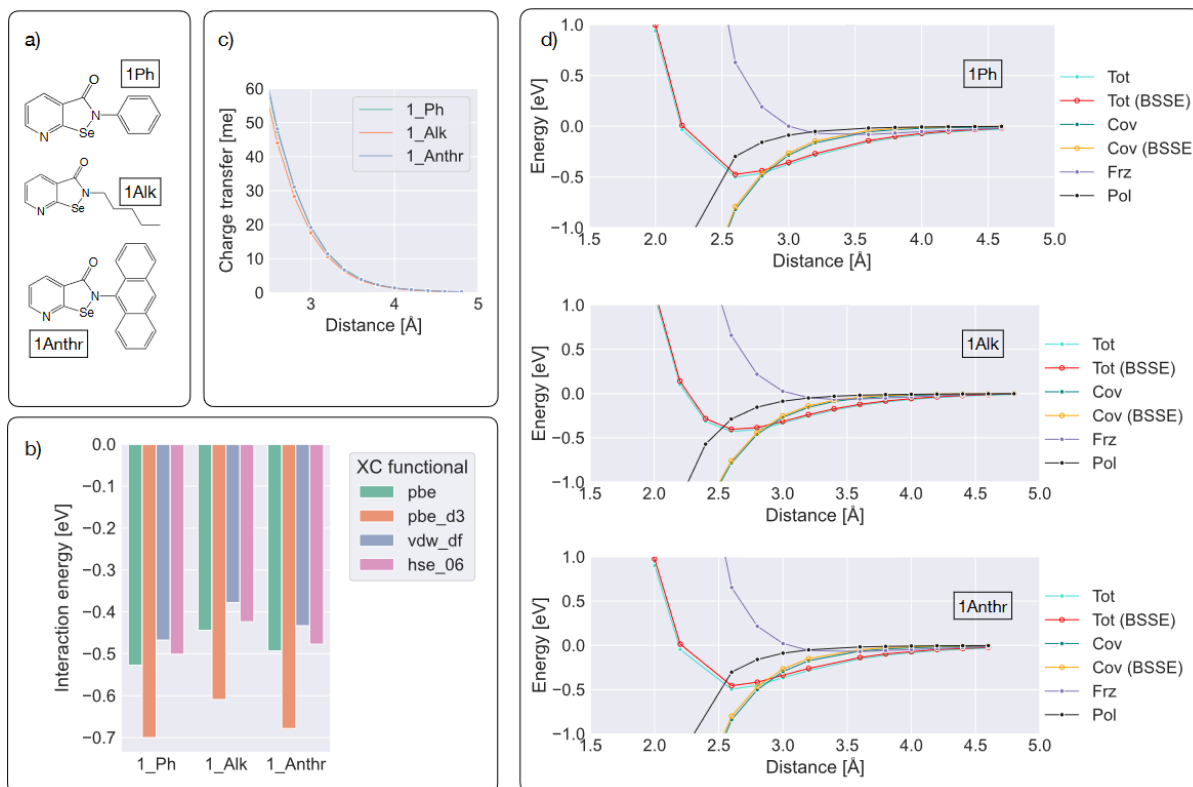 a)
1Ph
O
N
N
Se
1Alk
O
N
N
Se
O
N
N
Se
1Anthr
b)
0.0
−0.1
−0.2
−0.3
−0.4
−0.5
−0.6
−0.7
Interaction energy [eV]
1_Ph
1_Alk
1_Anthr
XC functional
pbe
pbe_d3
vdw_df
hse_06
c)
60
50
40
30
20
10
0
Charge transfer [me]
3
4
5
Distance [Å]
1_Ph
1_Alk
1_Anthr
d)
1.0
0.5
0.0
−0.5
−1.0
Energy [eV]
1Ph
1.5
2.0
2.5
3.0
3.5
4.0
4.5
5.0
Distance [Å]
Tot
Tot (BSSE)
Cov
Cov (BSSE)
Frz
Pol
1.0
0.5
0.0
−0.5
−1.0
Energy [eV]
1Alk
1.5
2.0
2.5
3.0
3.5
4.0
4.5
5.0
Distance [Å]
Tot
Tot (BSSE)
Cov
Cov (BSSE)
Frz
Pol
1.0
0.5
0.0
−0.5
−1.0
Energy [eV]
1Anthr
1.5
2.0
2.5
3.0
3.5
4.0
4.5
5.0
Distance [Å]
Tot
Tot (BSSE)
Cov
Cov (BSSE)
Frz
Pol